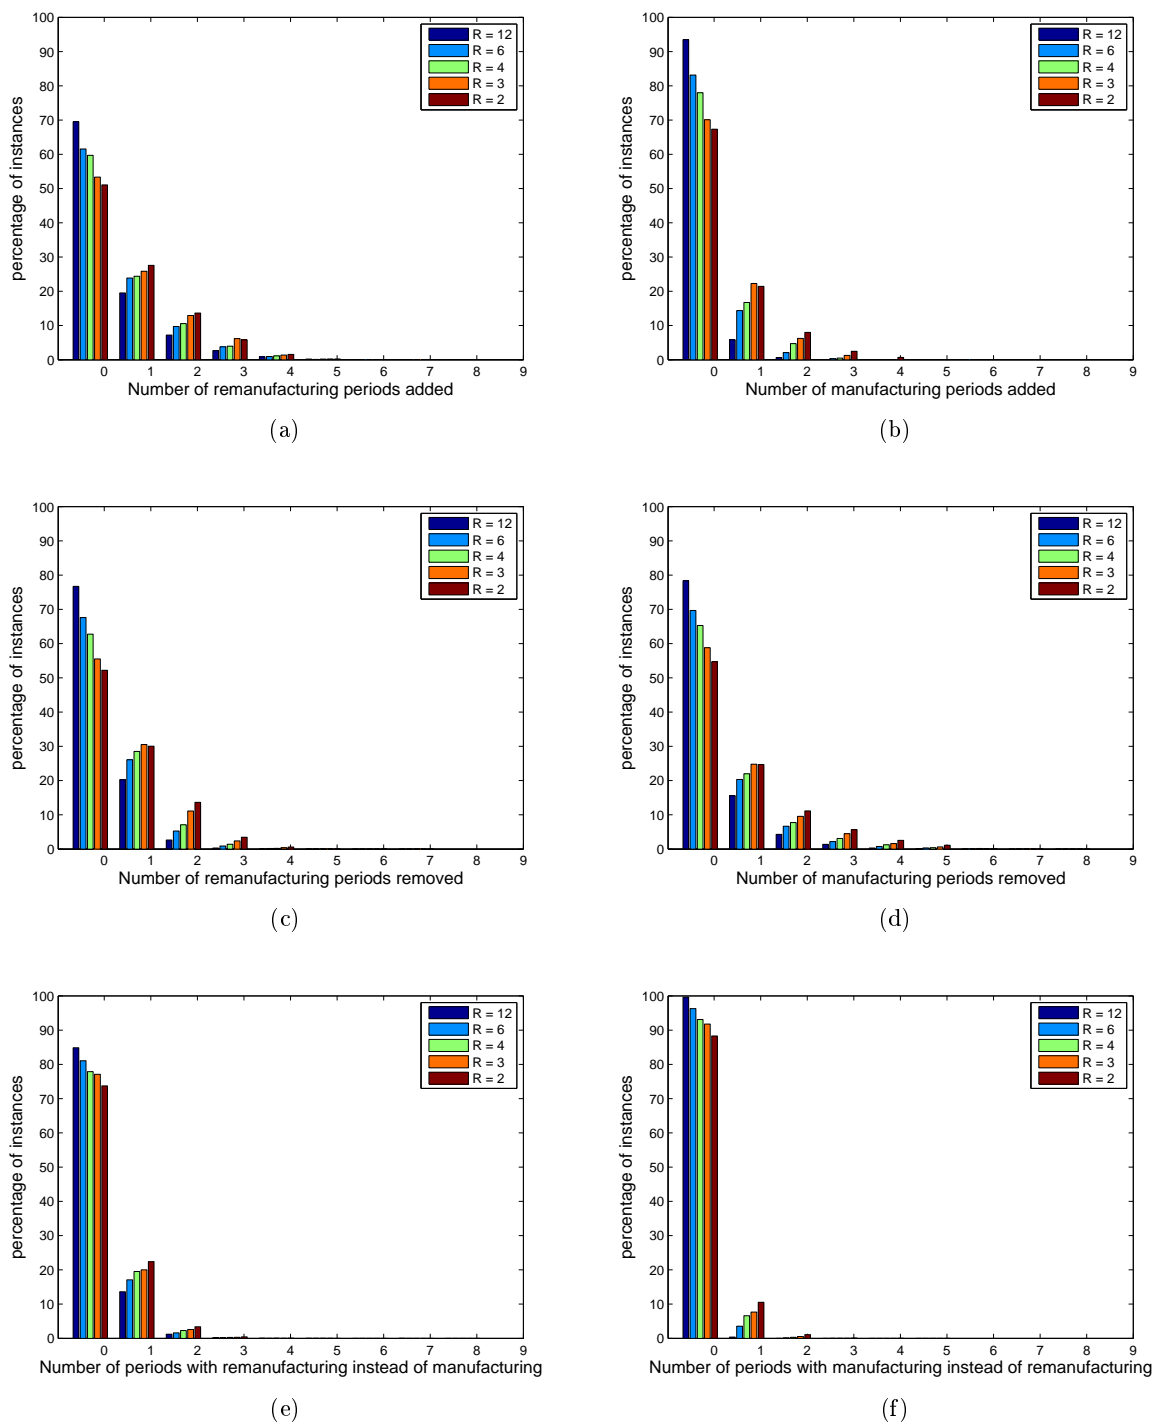 100
90
80
70
60
50
40
30
20
10
0
percentage of instances
R = 12
R = 6
R = 4
R = 3
R = 2
0 1 2 3 4 5 6 7 8 9
Number of remanufacturing periods added
(a)
100
90
80
70
60
50
40
30
20
10
0
percentage of instances
R = 12
R = 6
R = 4
R = 3
R = 2
0 1 2 3 4 5 6 7 8 9
Number of manufacturing periods added
(b)
100
90
80
70
60
50
40
30
20
10
0
percentage of instances
R = 12
R = 6
R = 4
R = 3
R = 2
0 1 2 3 4 5 6 7 8 9
Number of remanufacturing periods removed
(c)
100
90
80
70
60
50
40
30
20
10
0
percentage of instances
R = 12
R = 6
R = 4
R = 3
R = 2
0 1 2 3 4 5 6 7 8 9
Number of manufacturing periods removed
(d)
100
90
80
70
60
50
40
30
20
10
0
percentage of instances
R = 12
R = 6
R = 4
R = 3
R = 2
0 1 2 3 4 5 6 7 8 9
Number of periods with remanufacturing instead of manufacturing
(e)
100
90
80
70
60
50
40
30
20
10
0
percentage of instances
R = 12
R = 6
R = 4
R = 3
R = 2
0 1 2 3 4 5 6 7 8 9
Number of periods with manufacturing instead of remanufacturing
(f)